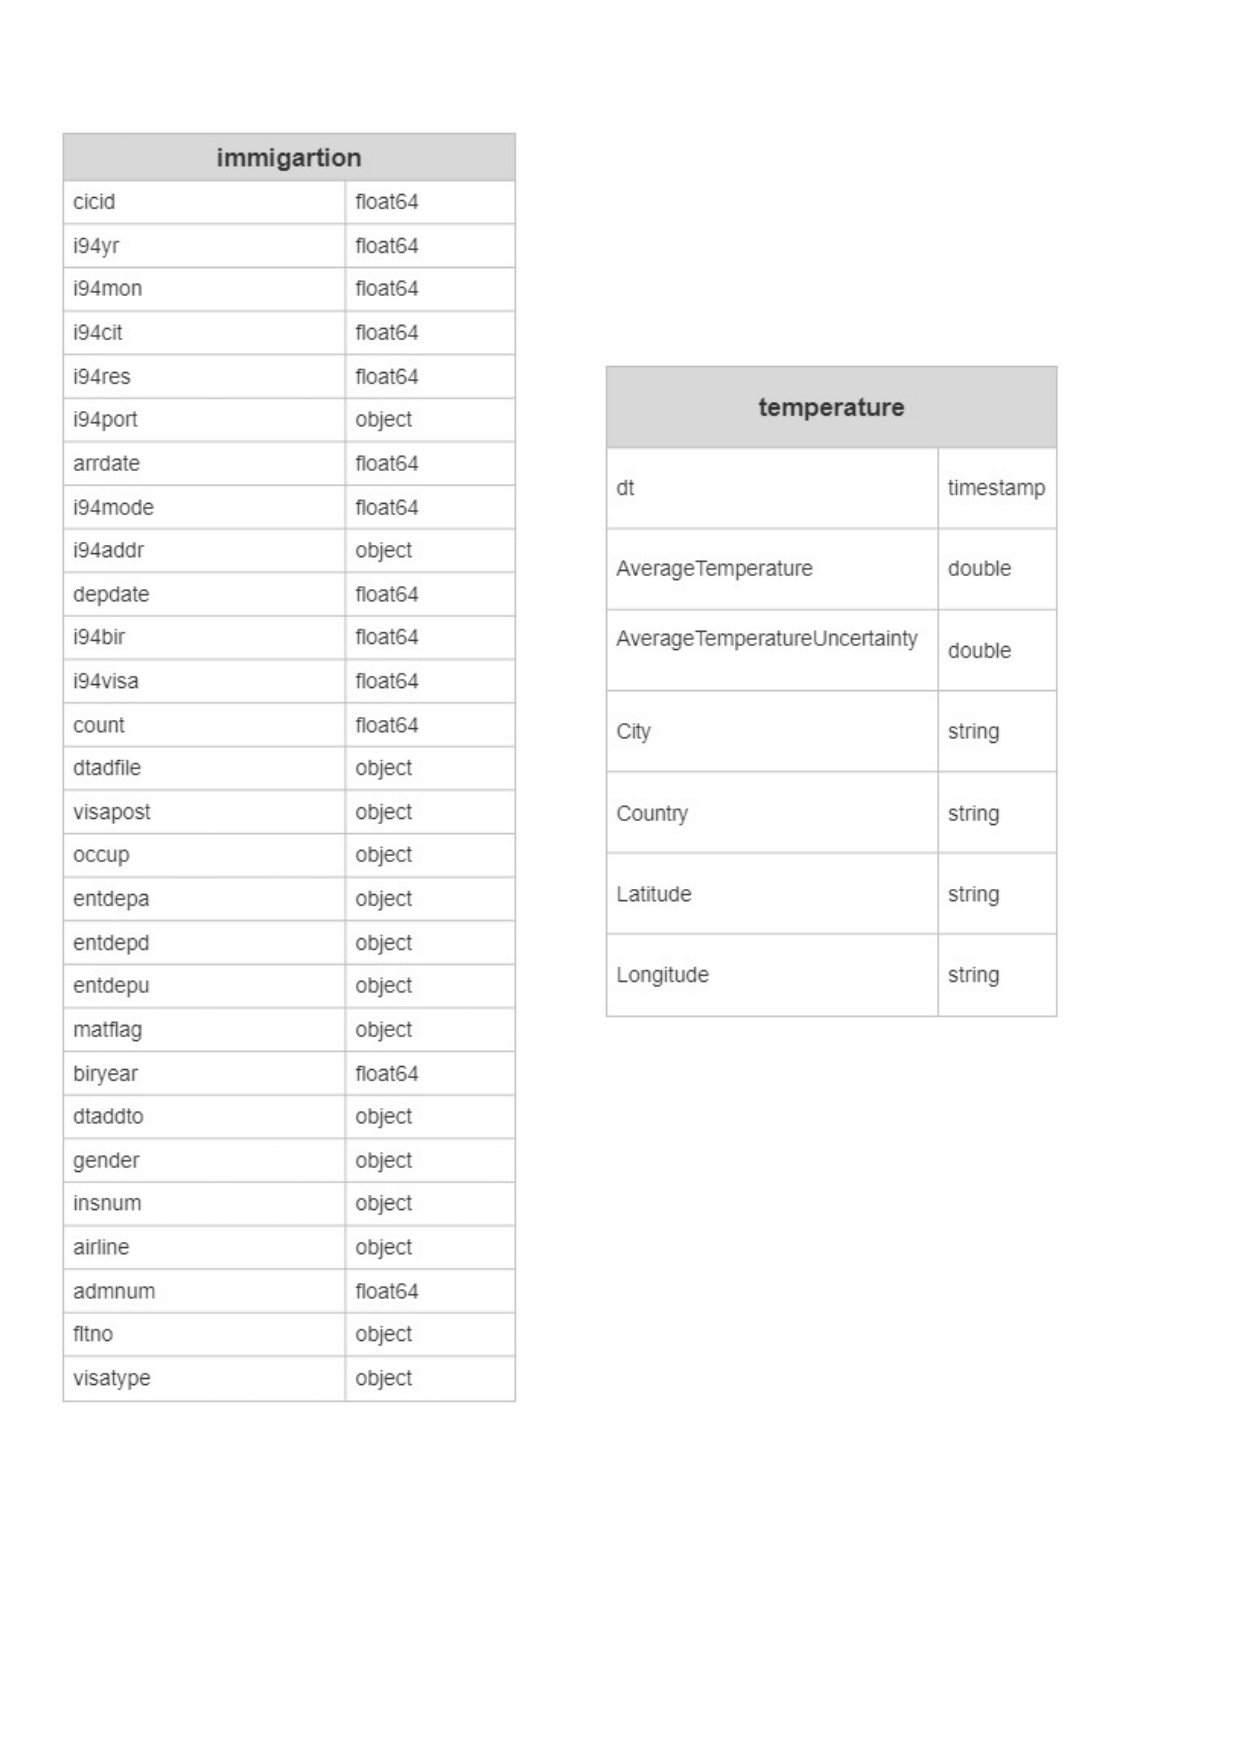 immigartion
cicid float64
i94yr float64
i94mon float64
i94cit float64
i94res float64
i94port object
arrdate float64
i94mode float64
i94addr object
depdate float64
i94bir float64
i94visa float64
count float64
dtadfile object
visapost object
occup object
entdepa object
entdepd object
entdepu object
matflag object
biryear float64
dtaddto object
gender object
insnum object
airline object
admnum float64
fltno object
visatype object
temperature
dt timestamp
AverageTemperature double
AverageTemperatureUncertainty double
City string
Country string
Latitude string
Longitude string